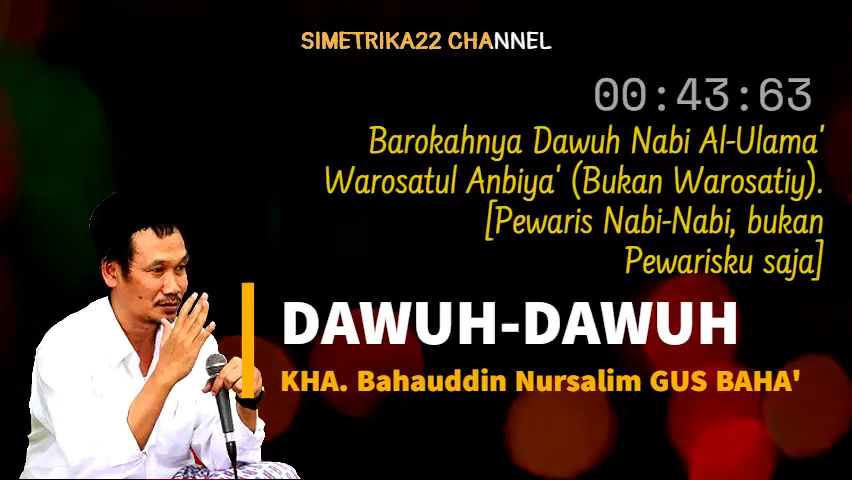 SIMETRIKA22 CHANNEL
00:43:63
Barokahnya Dawuh Nabi Al-Ulama'
Warosatul Anbiya' (Bukan Warosatiy).
[Pewaris Nabi-Nabi, bukan
Pewarisku saja]
DAWUH-DAWUH
KHA. Bahauddin Nursalim GUS BAHA'